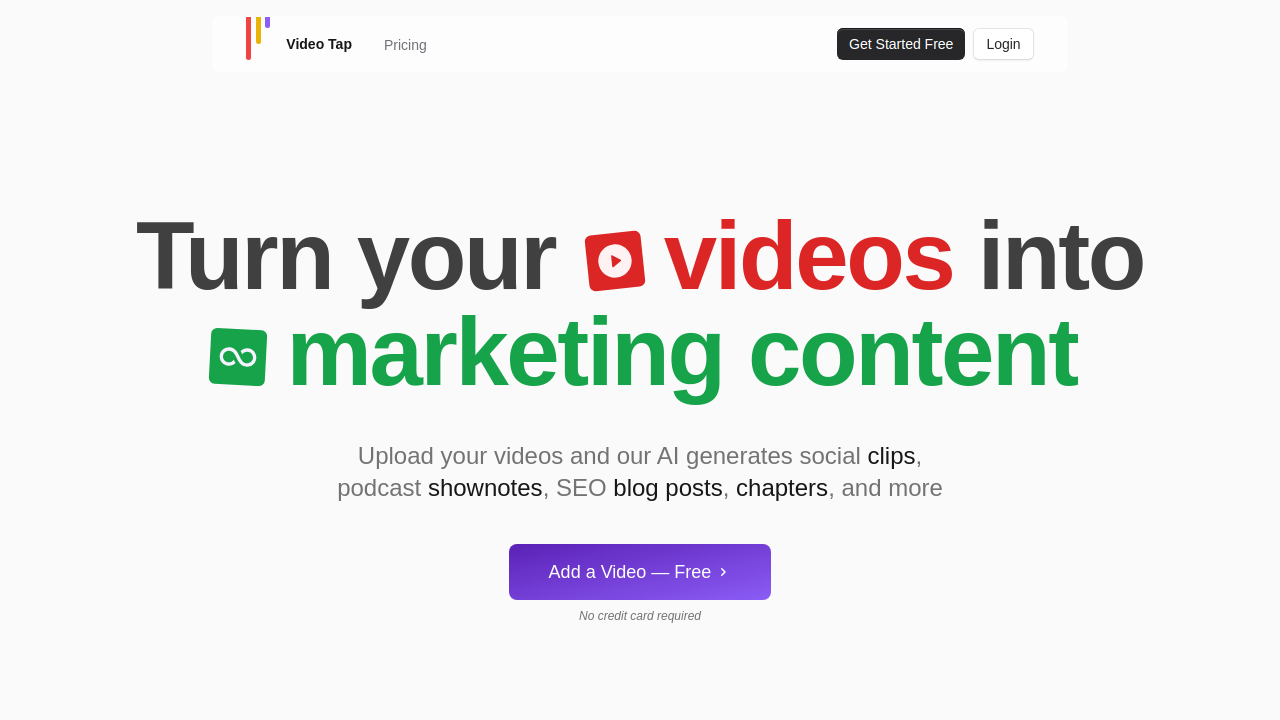 Video Tap
Pricing
Get Started Free
Login
Turn your videos into
marketing content
Upload your videos and our AI generates social clips,
podcast shownotes, SEO blog posts, chapters, and more
Add a Video — Free ›
No credit card required